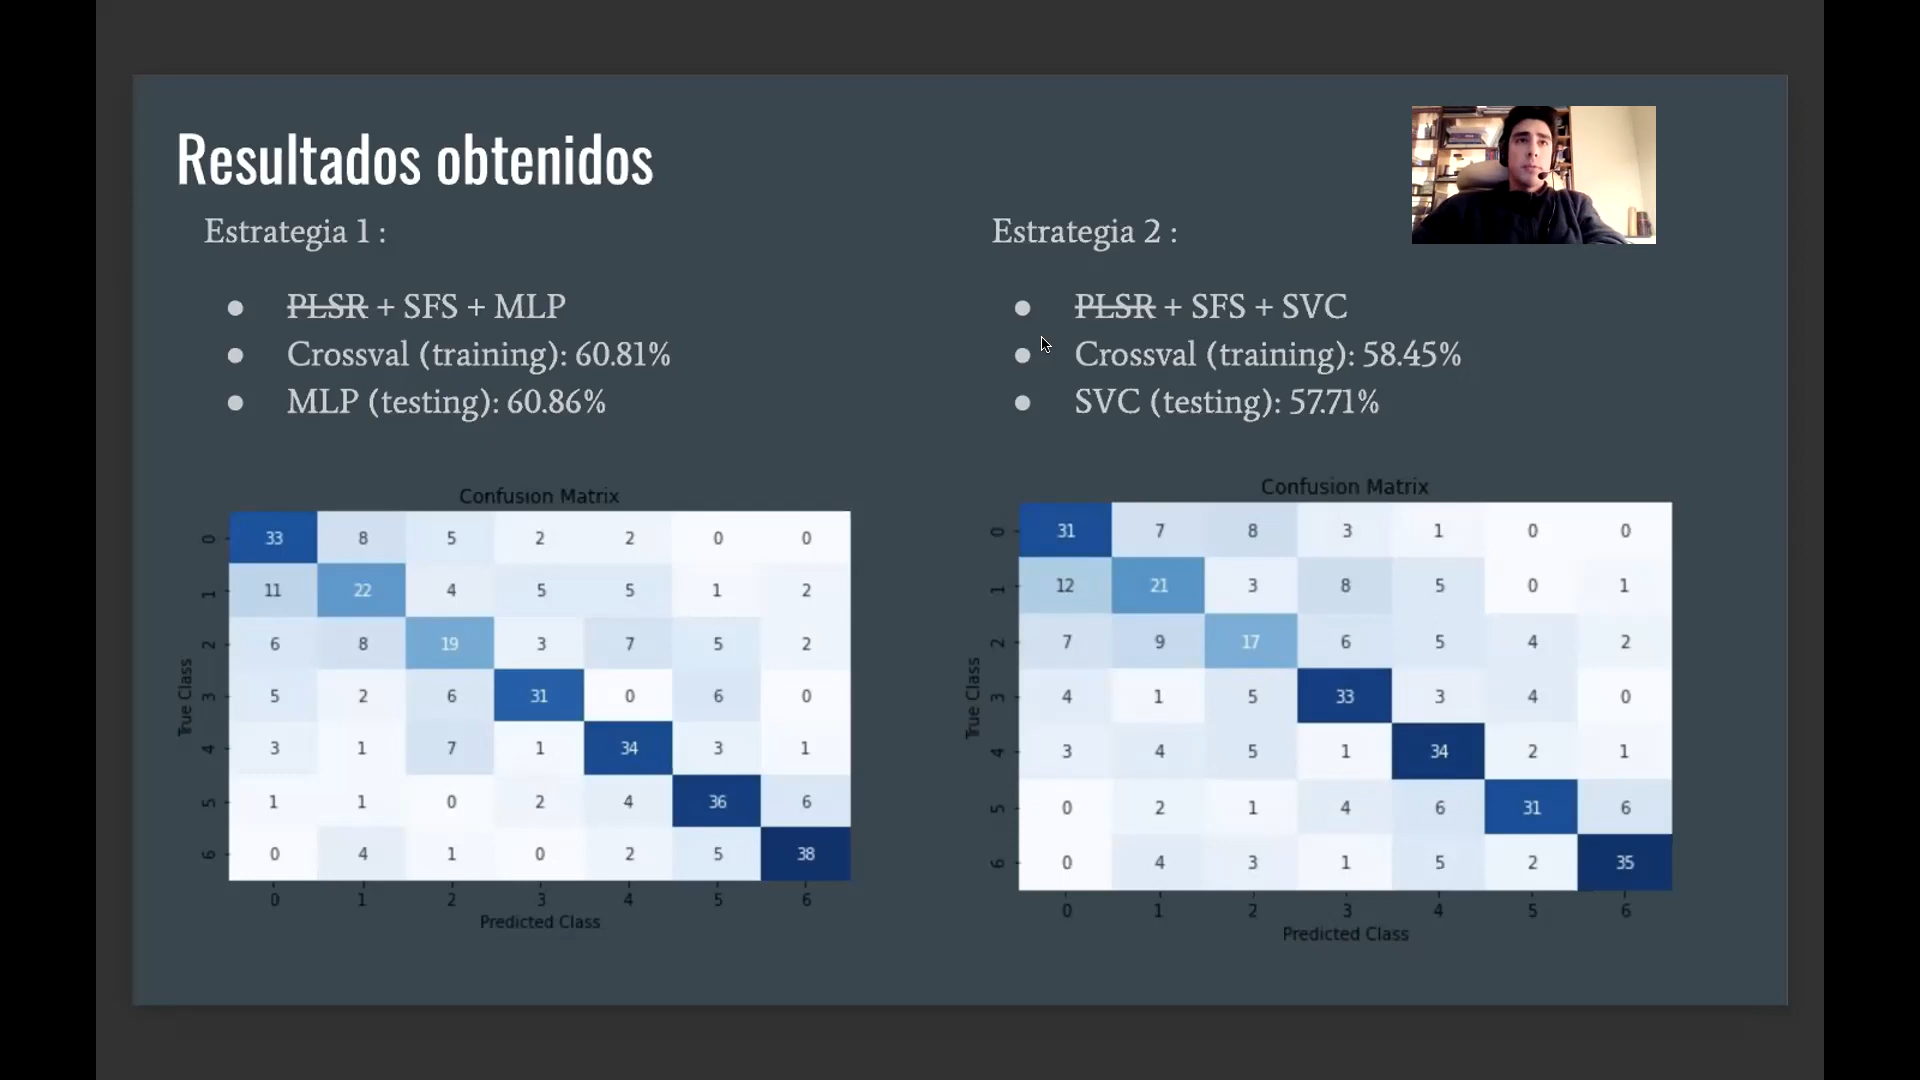 Resultados obtenidos
Estrategia 1 :
● PLSR + SFS + MLP
● Crossval (training): 60.81%
● MLP (testing): 60.86%
Confusion Matrix
True Class
0 33 8 5 2 2 0 0
1 11 22 4 5 5 1 2
2 6 8 19 3 7 5 2
3 5 2 6 31 0 6 0
4 3 1 7 1 34 3 1
5 1 1 0 2 4 36 6
6 0 4 1 0 2 5 38
0 1 2 3 4 5 6
Predicted Class
Estrategia 2 :
● PLSR + SFS + SVC
● Crossval (training): 58.45%
● SVC (testing): 57.71%
Confusion Matrix
True Class
0 31 7 8 3 1 0 0
1 12 21 3 8 5 0 1
2 7 9 17 6 5 4 2
3 4 1 5 33 3 4 0
4 3 4 5 1 34 2 1
5 0 2 1 4 6 31 6
6 0 4 3 1 5 2 35
0 1 2 3 4 5 6
Predicted Class